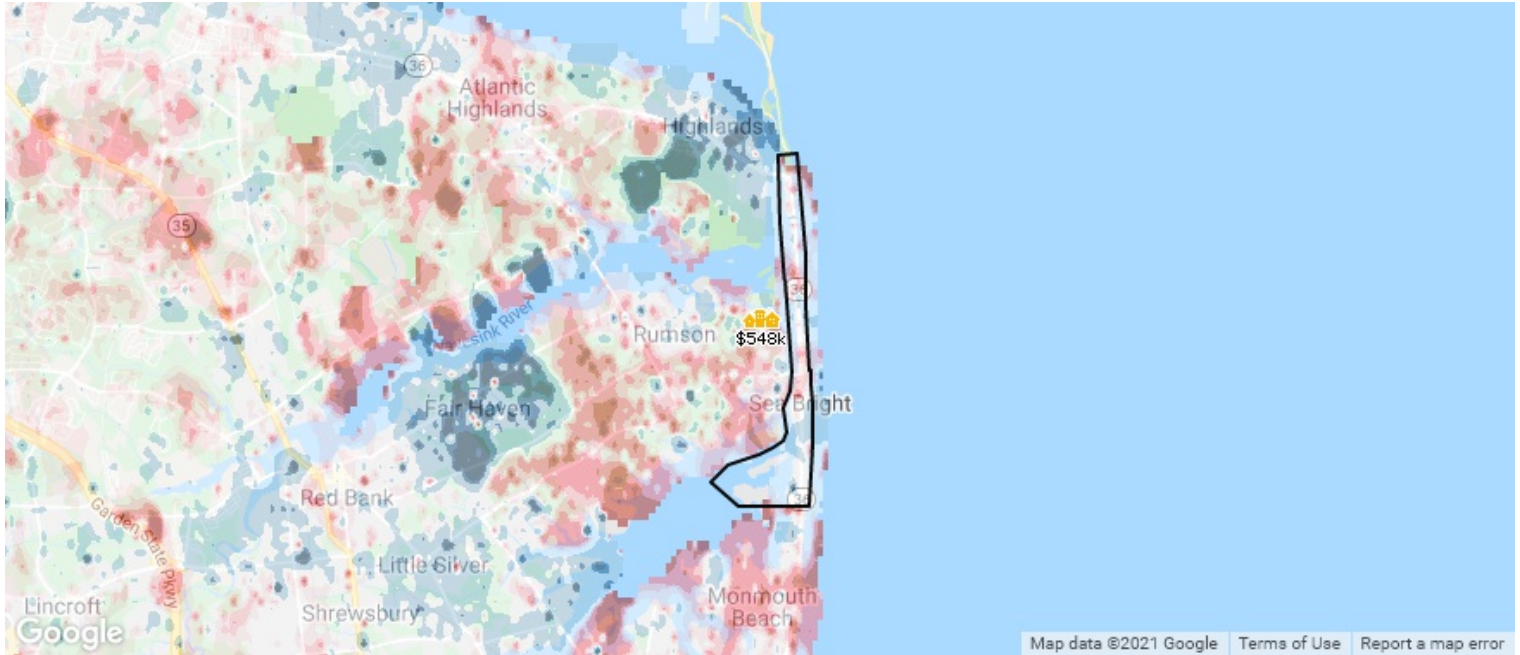 36
Atlantic
Highlands
Highlands
35
36
Navesink River
Rumson
$548k
Sea Bright
Fair Haven
Red Bank
36
Garden State Pkwy
Little Silver
Shrewsbury
Monmouth
Beach
Lincroft
Google
Map data ©2021 Google
Terms of Use
Report a map error